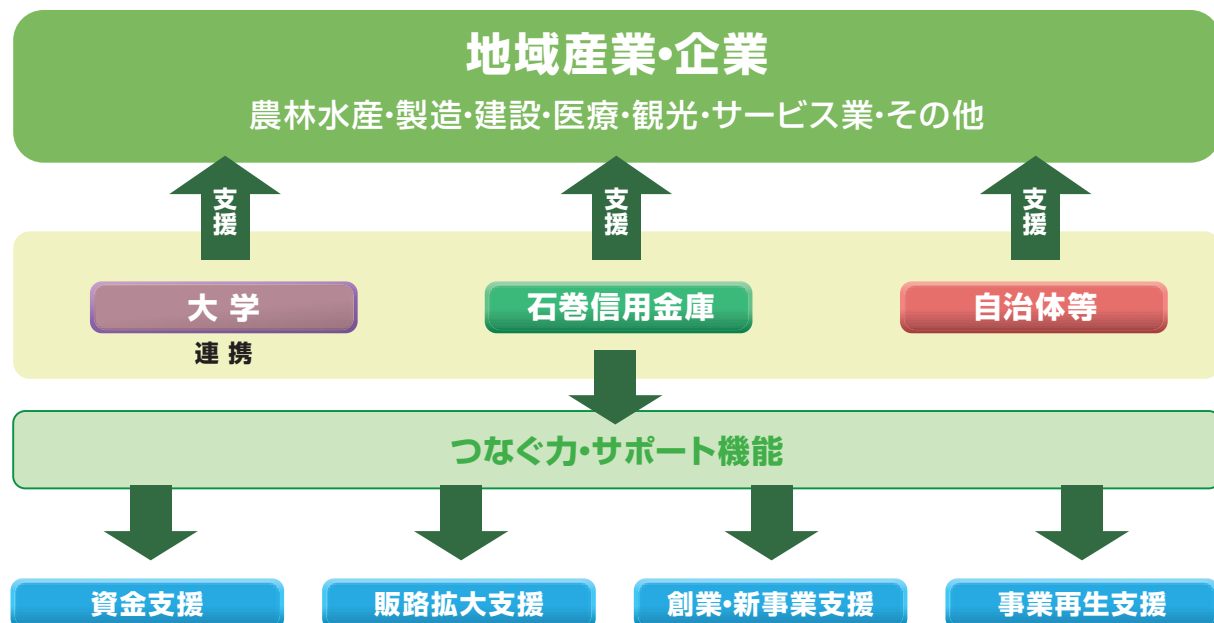 地域産業・企業
農林水産・製造・建設・医療・観光・サービス業・その他
支援
支援
支援
大学
石巻信用金庫
自治体等
連携
つなぐ力・サポート機能
資金支援
販路拡大支援
創業・新事業支援
事業再生支援